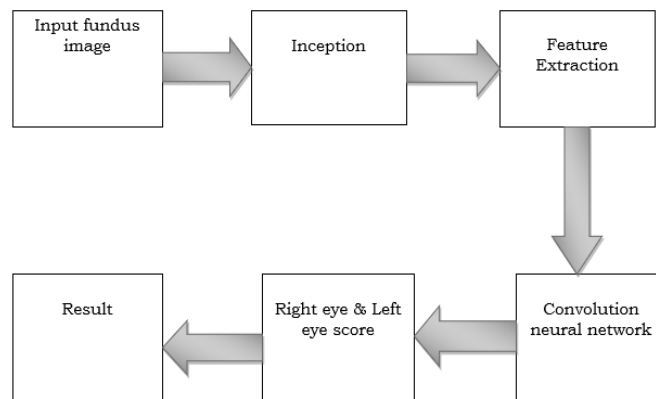 Input fundus
image
Inception
Feature
Extraction
Convolution
neural network
Right eye & Left
eye score
Result